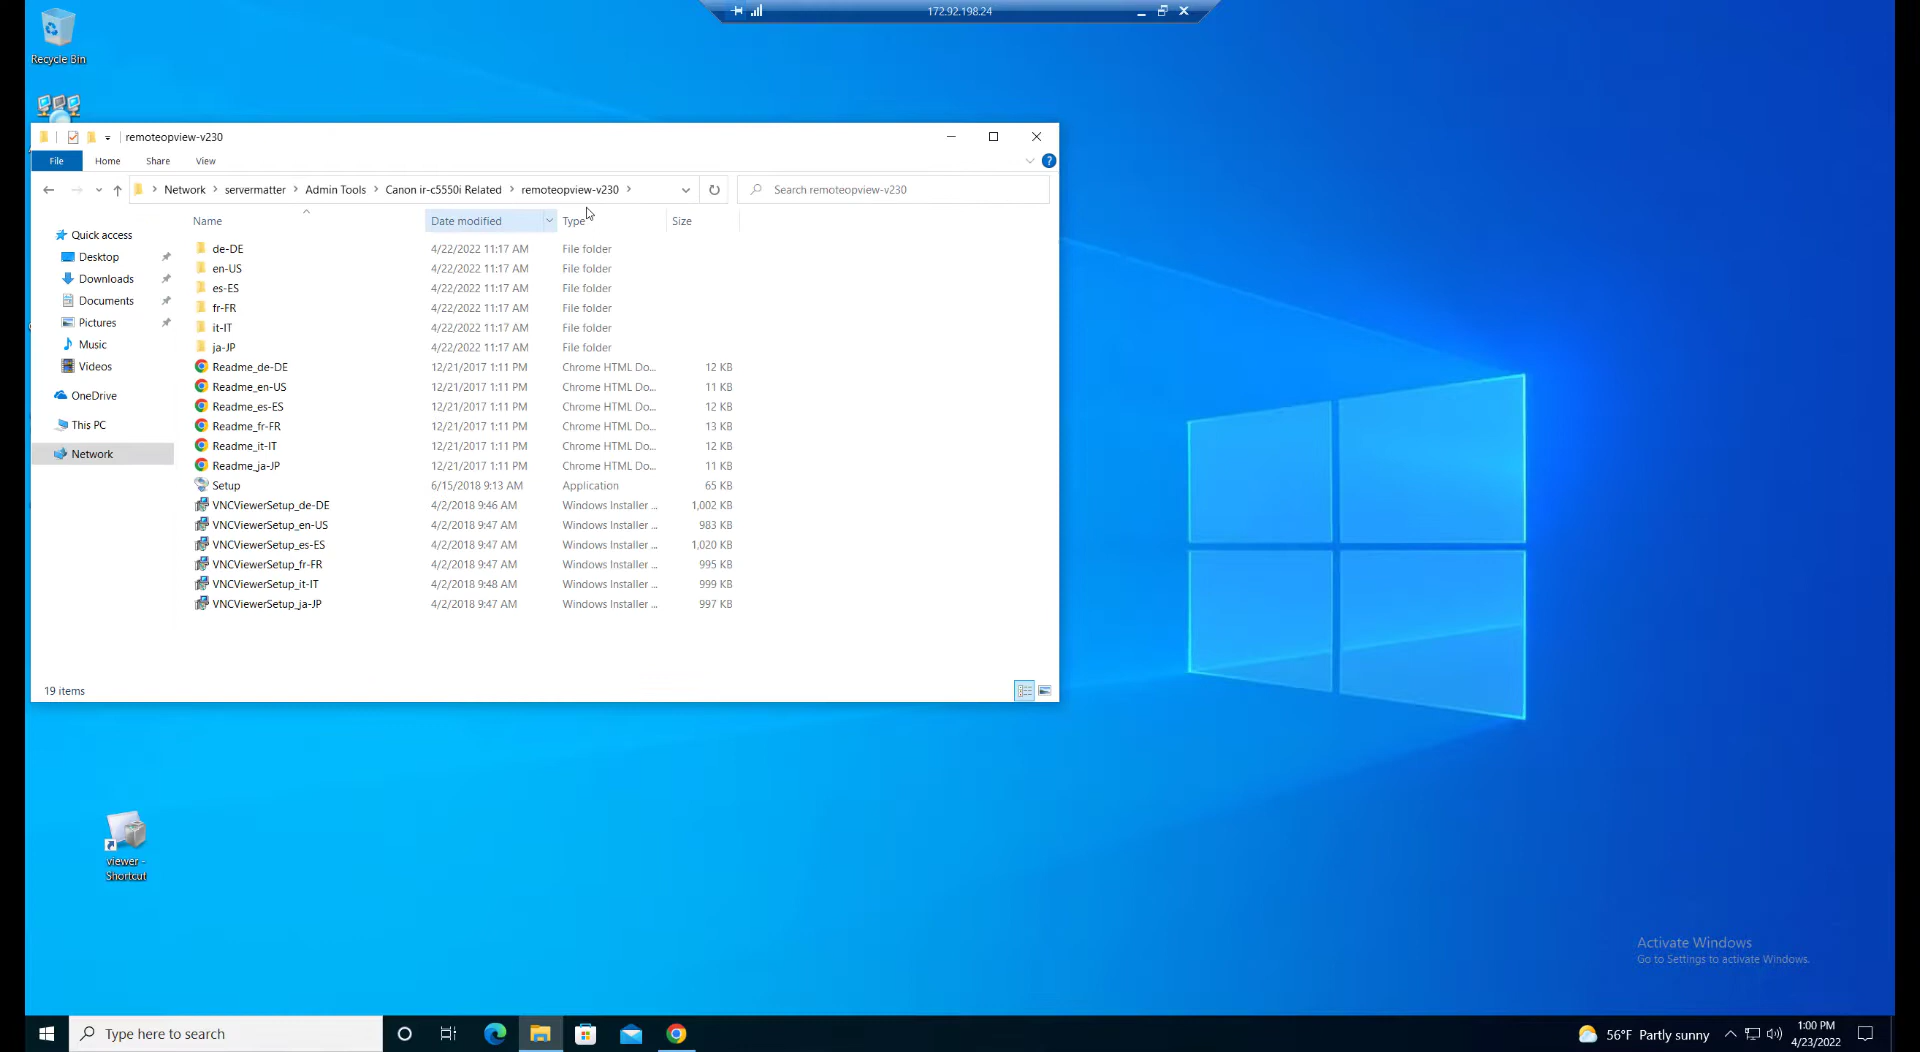 172.92.198.24
Recycle Bin
remoteopview-v230
File Home Share View
Network servermatter Admin Tools Canon ir-c5550i Related remoteopview-v230
Search remoteopview-v230
Name Date modified Type Size
Quick access
Desktop
Downloads
Documents
Pictures
Music
Videos
OneDrive
This PC
Network
de-DE 4/22/2022 11:17 AM File folder
en-US 4/22/2022 11:17 AM File folder
es-ES 4/22/2022 11:17 AM File folder
fr-FR 4/22/2022 11:17 AM File folder
it-IT 4/22/2022 11:17 AM File folder
ja-JP 4/22/2022 11:17 AM File folder
Readme_de-DE 12/21/2017 1:11 PM Chrome HTML Do... 12 KB
Readme_en-US 12/21/2017 1:11 PM Chrome HTML Do... 11 KB
Readme_es-ES 12/21/2017 1:11 PM Chrome HTML Do... 12 KB
Readme_fr-FR 12/21/2017 1:11 PM Chrome HTML Do... 13 KB
Readme_it-IT 12/21/2017 1:11 PM Chrome HTML Do... 12 KB
Readme_ja-JP 12/21/2017 1:11 PM Chrome HTML Do... 11 KB
Setup 6/15/2018 9:13 AM Application 65 KB
VNCViewerSetup_de-DE 4/2/2018 9:46 AM Windows Installer ... 1,002 KB
VNCViewerSetup_en-US 4/2/2018 9:47 AM Windows Installer ... 983 KB
VNCViewerSetup_es-ES 4/2/2018 9:47 AM Windows Installer ... 1,020 KB
VNCViewerSetup_fr-FR 4/2/2018 9:47 AM Windows Installer ... 995 KB
VNCViewerSetup_it-IT 4/2/2018 9:48 AM Windows Installer ... 999 KB
VNCViewerSetup_ja-JP 4/2/2018 9:47 AM Windows Installer ... 997 KB
19 items
viewer -
Shortcut
Activate Windows
Go to Settings to activate Windows.
Type here to search
56°F Partly sunny
1:00 PM
4/23/2022